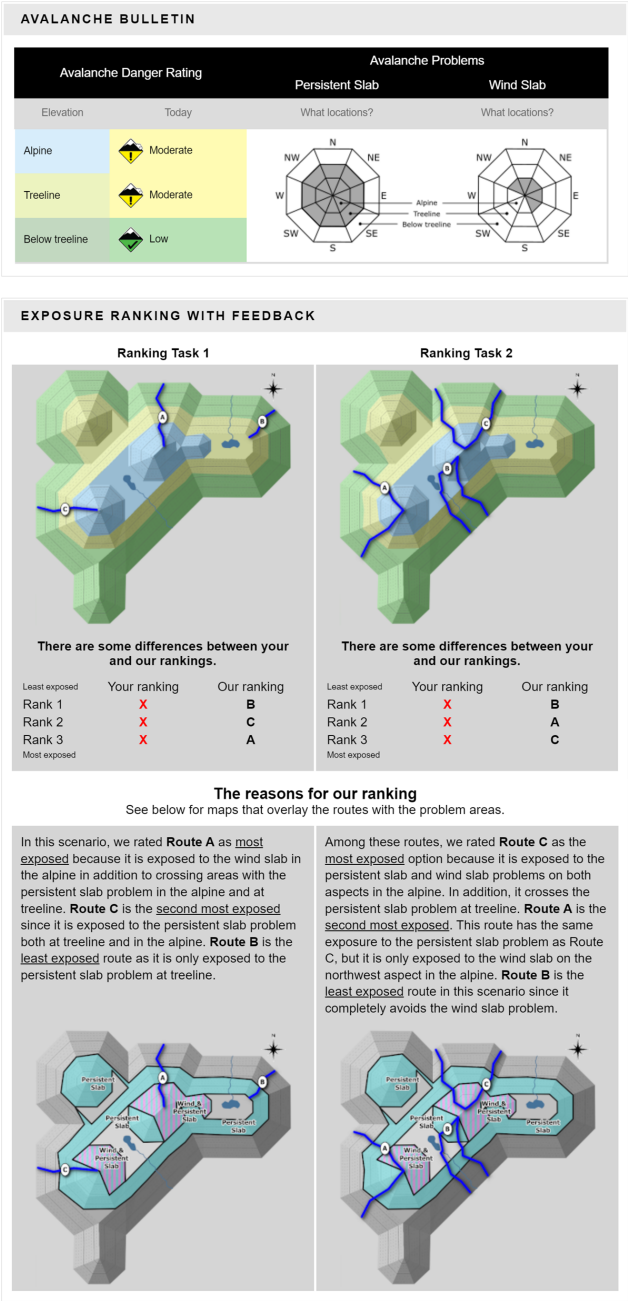 AVALANCHE BULLETIN
Avalanche Danger Rating
Avalanche Problems
Persistent Slab
Wind Slab
Elevation
Today
What locations?
What locations?
Alpine
Moderate
Treeline
Moderate
Below treeline
Low
N
NW
NE
W
E
SW
SE
S
Alpine
Treeline
Below treeline
N
NW
NE
W
E
SW
SE
S
EXPOSURE RANKING WITH FEEDBACK
Ranking Task 1
Ranking Task 2
N
A
B
C
N
C
B
A
There are some differences between your
and our rankings.
Least exposed Your ranking Our ranking
Rank 1 X B
Rank 2 X C
Rank 3 X A
Most exposed
There are some differences between your
and our rankings.
Least exposed Your ranking Our ranking
Rank 1 X B
Rank 2 X A
Rank 3 X C
Most exposed
The reasons for our ranking
See below for maps that overlay the routes with the problem areas.
In this scenario, we rated Route A as most
exposed because it is exposed to the wind slab in
the alpine in addition to crossing areas with the
persistent slab problem in the alpine and at
treeline. Route C is the second most exposed
since it is exposed to the persistent slab problem
both at treeline and in the alpine. Route B is the
least exposed route as it is only exposed to the
persistent slab problem at treeline.
Among these routes, we rated Route C as the
most exposed option because it is exposed to the
persistent slab and wind slab problems on both
aspects in the alpine. In addition, it crosses the
persistent slab problem at treeline. Route A is the
second most exposed. This route has the same
exposure to the persistent slab problem as Route
C, but it is only exposed to the wind slab on the
northwest aspect in the alpine. Route B is the
least exposed route in this scenario since it
completely avoids the wind slab problem.
N
Persistent
Slab
A
B
Wind &
Persistent
Slab
Persistent
Slab
Persistent
Slab
Wind &
Persistent
Slab
C
N
Persistent
Slab
C
Wind &
Persistent
Slab
Persistent
Slab
B
Persistent
Slab
A
Wind &
Persistent
Slab